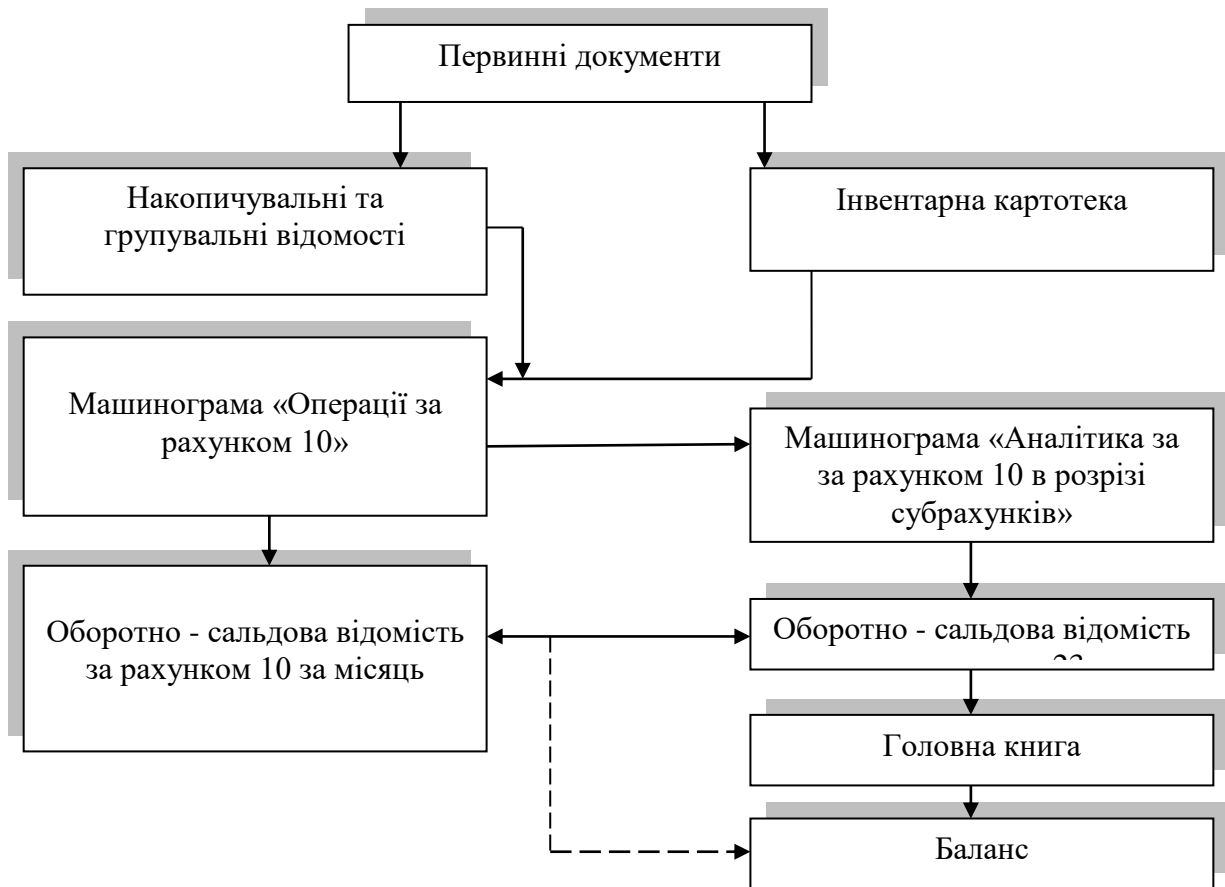 Первинні документи
Накопичувальні та
групувальні відомості
Інвентарна картотека
Машинограма «Операції за
рахунком 10»
Машинограма «Аналітика за
за рахунком 10 в розрізі
субрахунків»
Оборотно - сальдова відомість
за рахунком 10 за місяць
Оборотно - сальдова відомість
Головна книга
Баланс